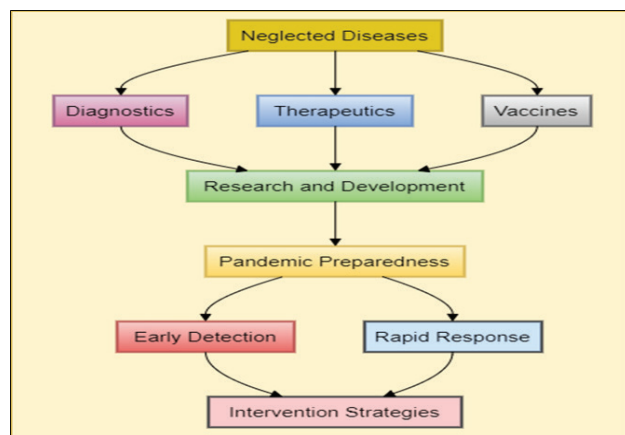 Neglected Diseases
Diagnostics
Therapeutics
Vaccines
Research and Development
Pandemic Preparedness
Early Detection
Rapid Response
Intervention Strategies